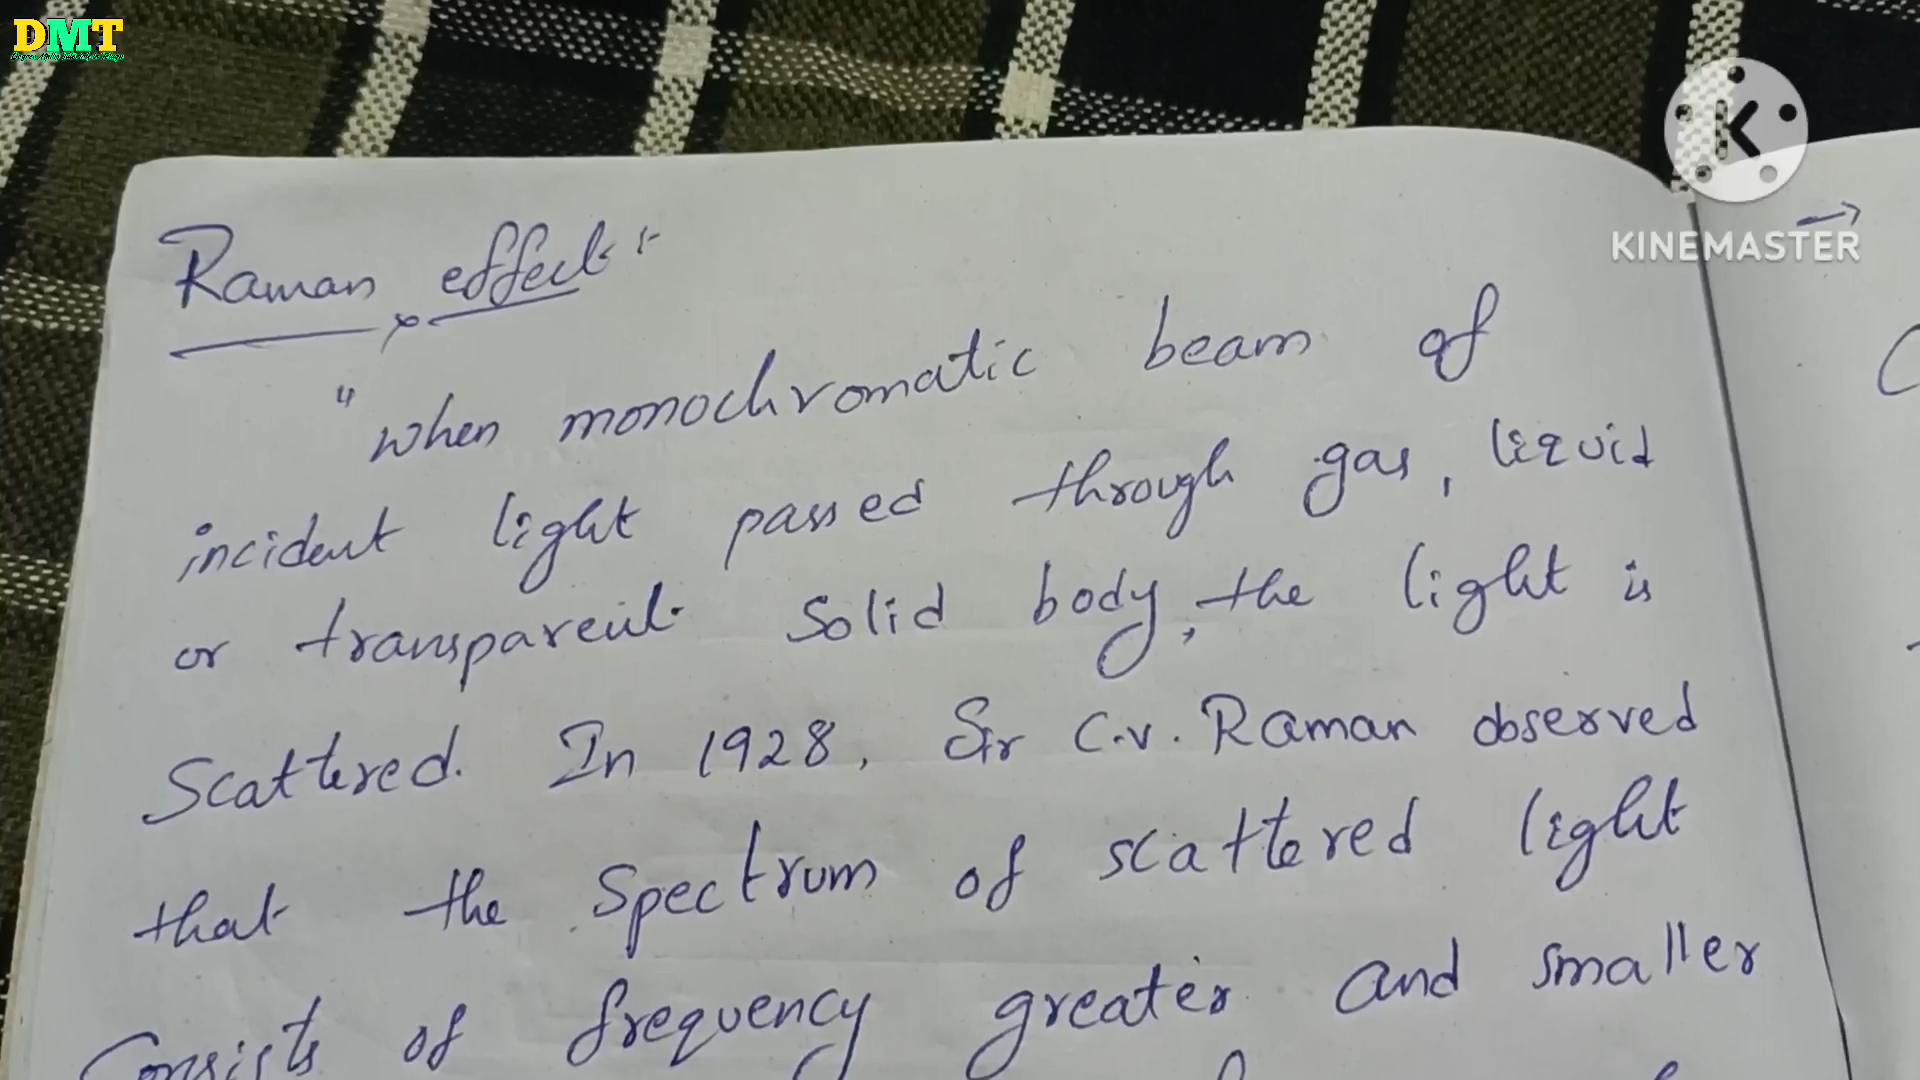 DMT
KINEMASTER
Raman effect :-
"When monochromatic beam of
incident light passed through gas, liquid
or transparent solid body, the light is
Scattered. In 1928, Sir C.V. Raman observed
that the Spectrum of scattered light
Consists of frequency greater and smaller